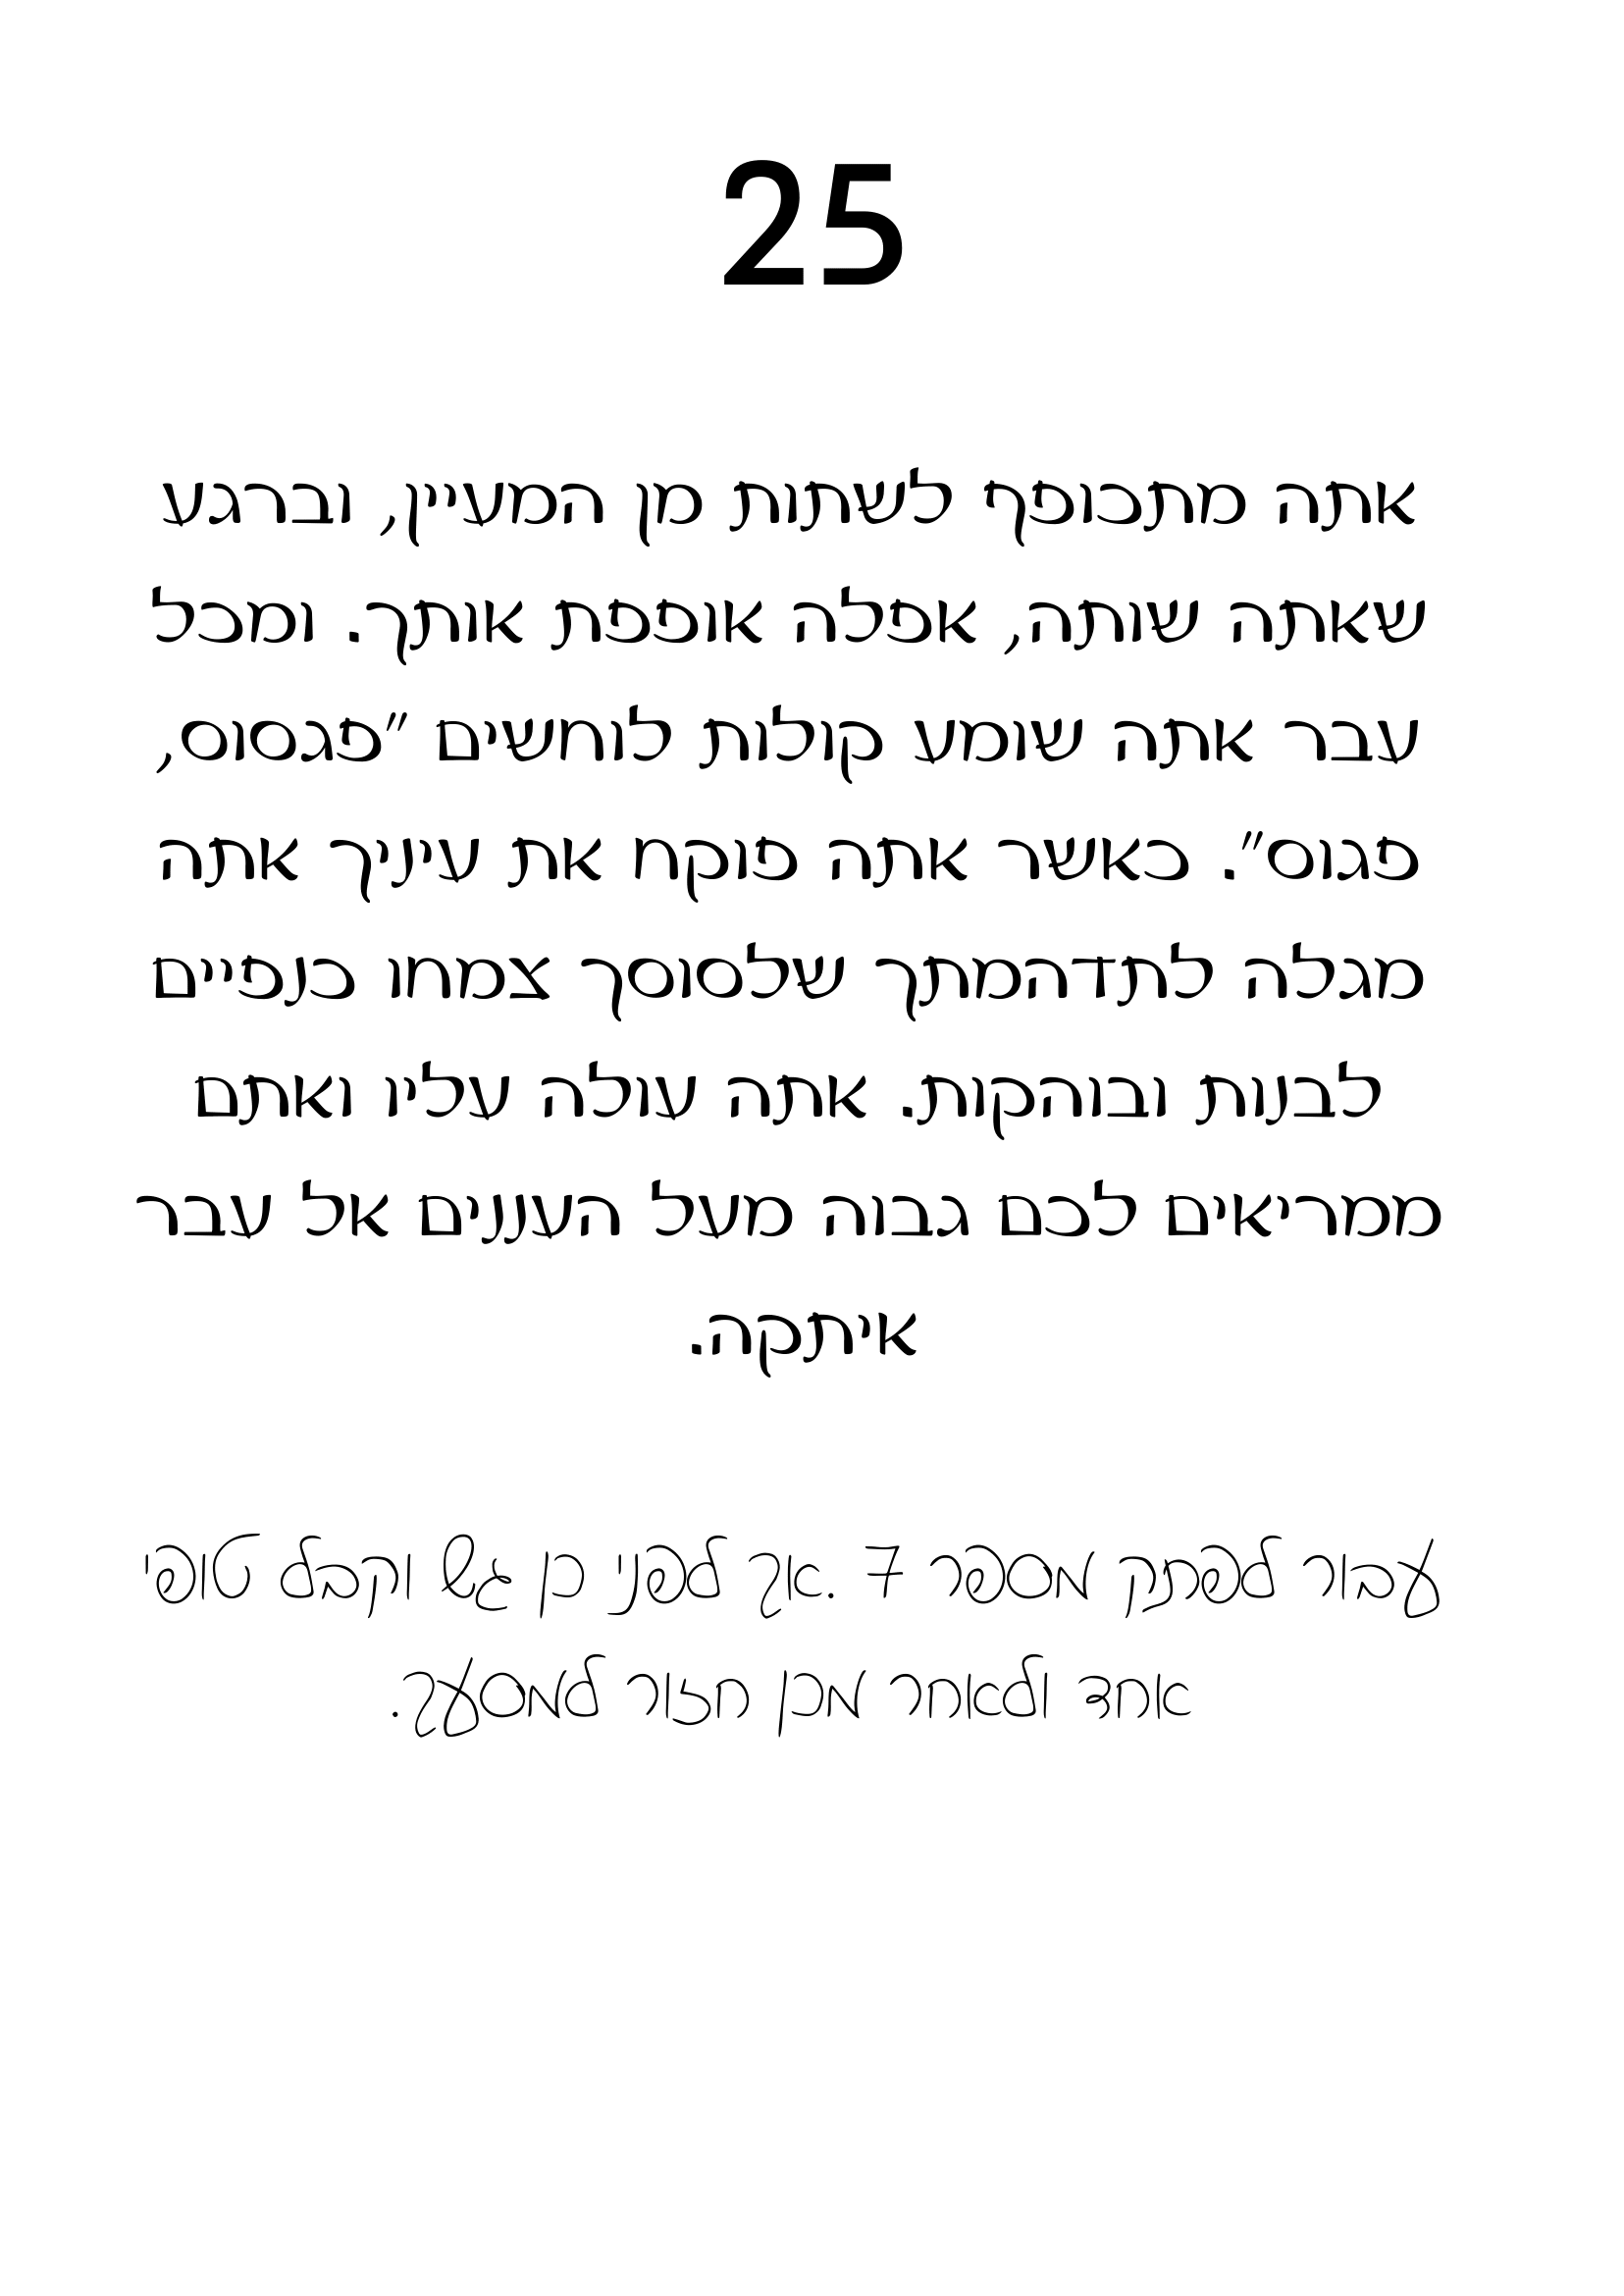 25
אתה מתכופף לשתות מן המעיין, וברגע
שאתה שותה, אפלה אופפת אותך. ומכל
עבר אתה שומע קולות לוחשים "פגסוס,
פגוס". כאשר אתה פוקח את עיניך אתה
מגלה לתדהמתך שלסוסך צמחו כנפיים
לבנות ובוהקות. אתה עולה עליו ואתם
ממריאים לכם גבוה מעל העננים אל עבר
איתקה.
עבור לפתק מספר 7 .אך לפני כן גש וקבל טופי
אחד ולאחר מכן חזור למסעך.